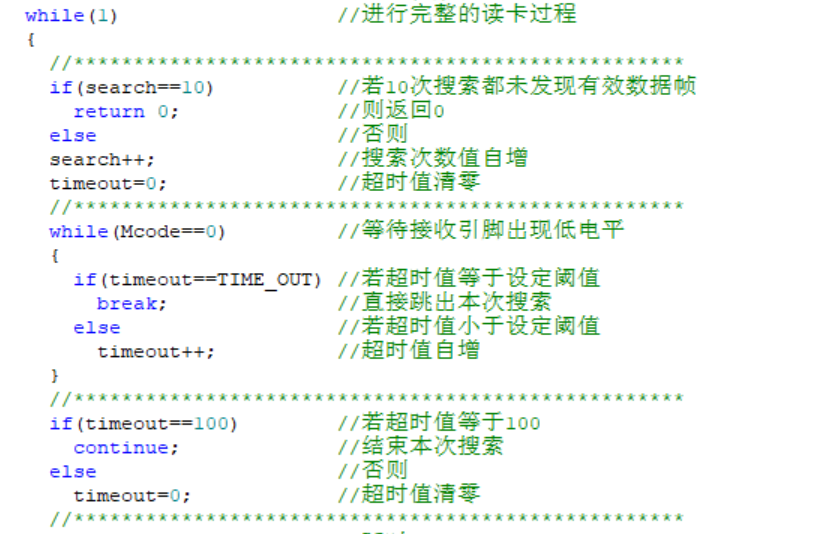 while(1)                  //进行完整的读卡过程
{
  //***************************************************
  if(search==10)          //若10次搜索都未发现有效数据帧
    return 0;             //则返回0
  else                    //否则
  search++;               //搜索次数值自增
  timeout=0;              //超时值清零
  //***************************************************
  while(Mcode==0)         //等待接收引脚出现低电平
  {
    if(timeout==TIME_OUT) //若超时值等于设定阈值
      break;              //直接跳出本次搜索
    else                  //若超时值小于设定阈值
      timeout++;          //超时值自增
  }
  //***************************************************
  if(timeout==100)        //若超时值等于100
    continue;             //结束本次搜索
  else                    //否则
    timeout=0;            //超时值清零
  //***************************************************